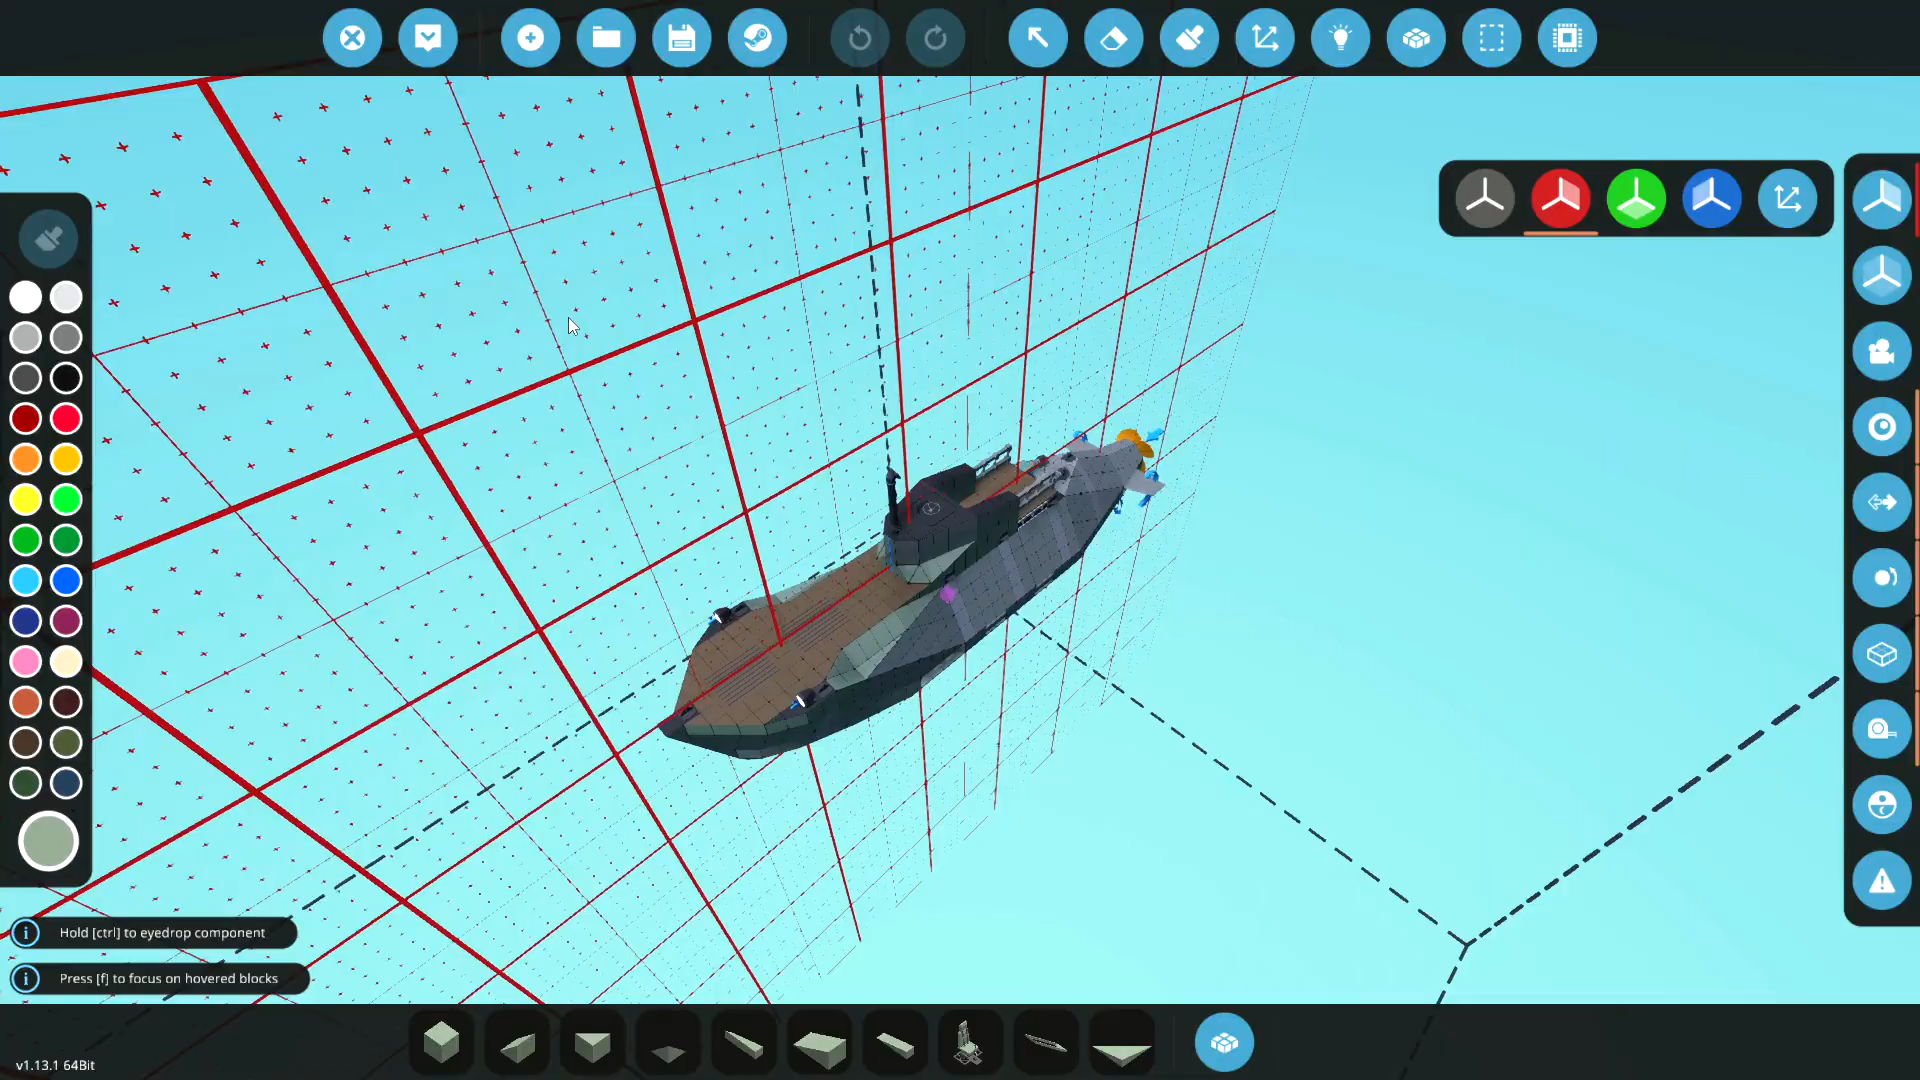 Hold [ctrl] to eyedrop component
Press [f] to focus on hovered blocks
v1.13.1 64Bit